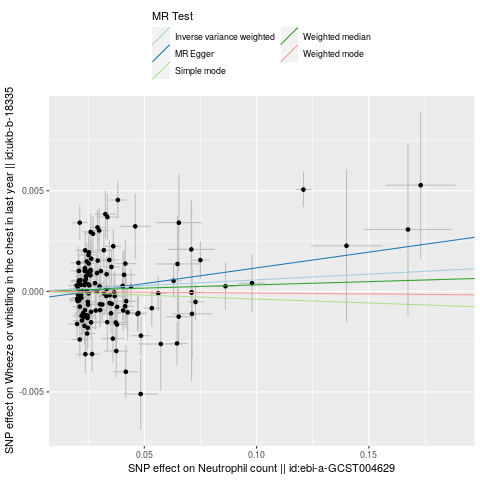 MR Test
Inverse variance weighted
Weighted median
MR Egger
Weighted mode
Simple mode
SNP effect on Wheeze or whistling in the chest in last year || id:ukb-b-18335
0.005
0.000
-0.005
0.05
0.10
0.15
SNP effect on Neutrophil count || id:ebi-a-GCST004629